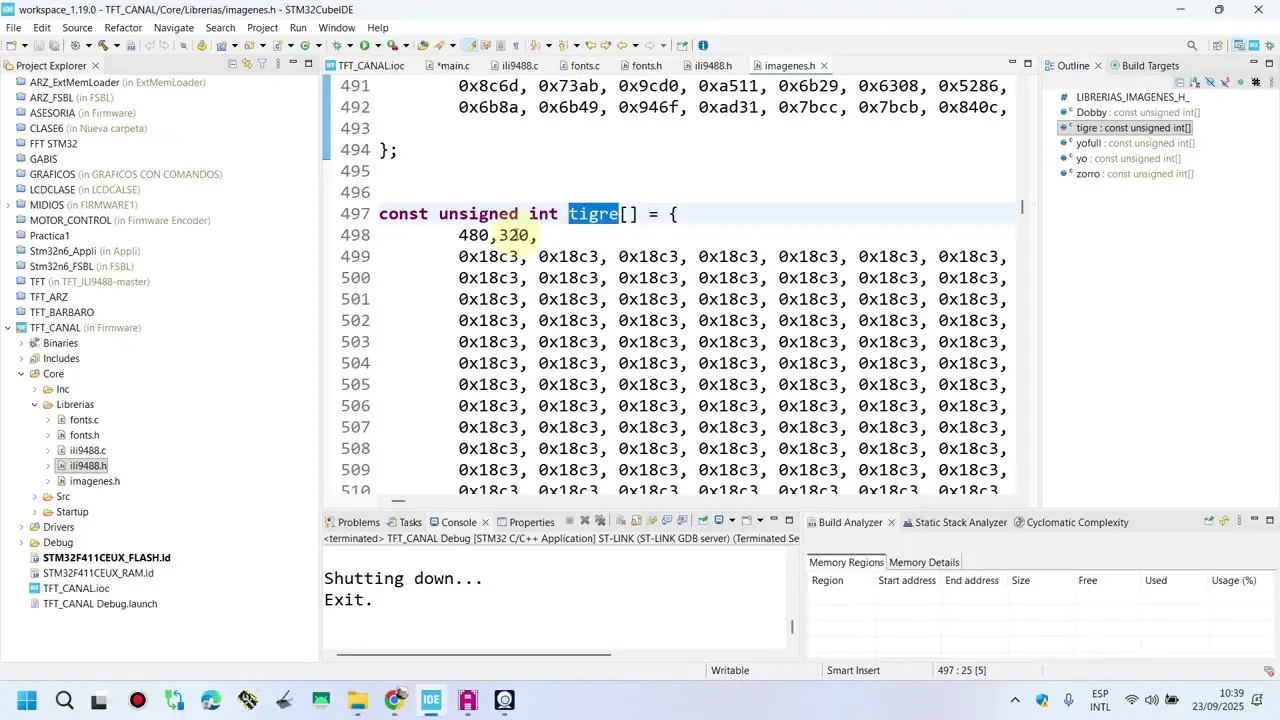 workspace_1.19.0 - TFT_CANAL/Core/Librerias/imagenes.h - STM32CubeIDE
File Edit Source Refactor Navigate Search Project Run Window Help
Project Explorer
ARZ_ExtMemLoader (in ExtMemLoader)
ARZ_FSBL (in FSBL)
ASESORIA (in Firmware)
CLASE6 (in Nueva carpeta)
FFT STM32
GABIS
GRAFICOS (GRAFICOS CON COMANDOS)
LCDCLASE (in LCDCALSE)
MIDIOS (in FIRMWARE1)
MOTOR_CONTROL (in Firmware Encoder)
Practica1
Stm32n6_Appli (in Appli)
Stm32n6_FSBL (in FSBL)
TFT (in TFT_ILI9488-master)
TFT_ARZ
TFT_BARBARO
TFT_CANAL (in Firmware)
Binaries
Includes
Core
Inc
Librerias
fonts.c
fonts.h
ili9488.c
ili9488.h
imagenes.h
Src
Startup
Drivers
Debug
STM32F411CEUX_FLASH.ld
STM32F411CEUX_RAM.ld
TFT_CANAL.ioc
TFT_CANAL Debug.launch
TFT_CANAL.ioc *main.c ili9488.c fonts.c fonts.h ili9488.h imagenes.h
491 0x8c6d, 0x73ab, 0x9cd0, 0xa511, 0x6b29, 0x6308, 0x5286,
492 0x6b8a, 0x6b49, 0x946f, 0xad31, 0x7bcc, 0x7bcb, 0x840c,
493
494 };
495
496
497 const unsigned int tigre[] = {
498 480,320,
499 0x18c3, 0x18c3, 0x18c3, 0x18c3, 0x18c3, 0x18c3, 0x18c3,
500 0x18c3, 0x18c3, 0x18c3, 0x18c3, 0x18c3, 0x18c3, 0x18c3,
501 0x18c3, 0x18c3, 0x18c3, 0x18c3, 0x18c3, 0x18c3, 0x18c3,
502 0x18c3, 0x18c3, 0x18c3, 0x18c3, 0x18c3, 0x18c3, 0x18c3,
503 0x18c3, 0x18c3, 0x18c3, 0x18c3, 0x18c3, 0x18c3, 0x18c3,
504 0x18c3, 0x18c3, 0x18c3, 0x18c3, 0x18c3, 0x18c3, 0x18c3,
505 0x18c3, 0x18c3, 0x18c3, 0x18c3, 0x18c3, 0x18c3, 0x18c3,
506 0x18c3, 0x18c3, 0x18c3, 0x18c3, 0x18c3, 0x18c3, 0x18c3,
507 0x18c3, 0x18c3, 0x18c3, 0x18c3, 0x18c3, 0x18c3, 0x18c3,
508 0x18c3, 0x18c3, 0x18c3, 0x18c3, 0x18c3, 0x18c3, 0x18c3,
509 0x18c3, 0x18c3, 0x18c3, 0x18c3, 0x18c3, 0x18c3, 0x18c3,
510 0x18c3, 0x18c3, 0x18c3, 0x18c3, 0x18c3, 0x18c3, 0x18c3,
Outline Build Targets
LIBRERIAS_IMAGENES_H_
Dobby : const unsigned int[]
tigre : const unsigned int[]
yofull : const unsigned int[]
yo : const unsigned int[]
zorro : const unsigned int[]
Problems Tasks Console Properties
<terminated> TFT_CANAL Debug [STM32 C/C++ Application] ST-LINK (ST-LINK GDB server) (Terminated Se
Shutting down...
Exit.
Build Analyzer Static Stack Analyzer Cyclomatic Complexity
Memory Regions Memory Details
Region Start address End address Size Free Used Usage (%)
Writable Smart Insert 497 : 25 [5]
IDE
ESP
INTL
10:39
23/09/2025